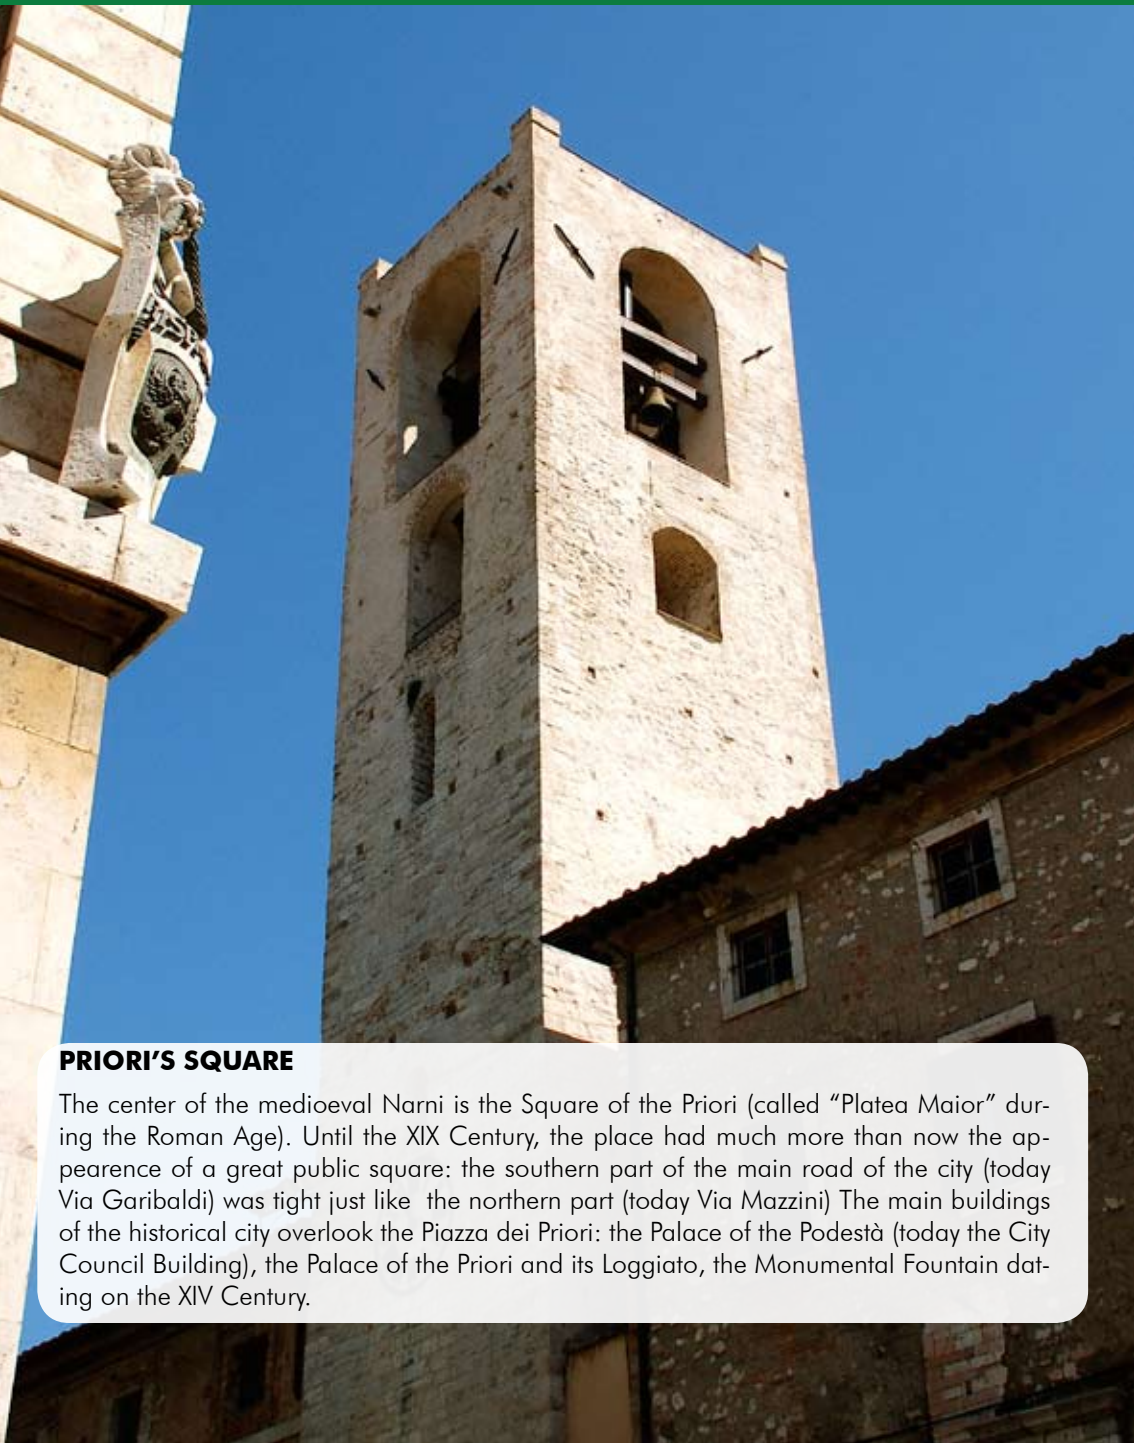 PRIORI’S SQUARE
The center of the medioeval Narni is the Square of the Priori (called “Platea Maior” dur-
ing the Roman Age). Until the XIX Century, the place had much more than now the ap-
pearence of a great public square: the southern part of the main road of the city (today
Via Garibaldi) was tight just like  the northern part (today Via Mazzini) The main buildings
of the historical city overlook the Piazza dei Priori: the Palace of the Podestà (today the City
Council Building), the Palace of the Priori and its Loggiato, the Monumental Fountain dat-
ing on the XIV Century.